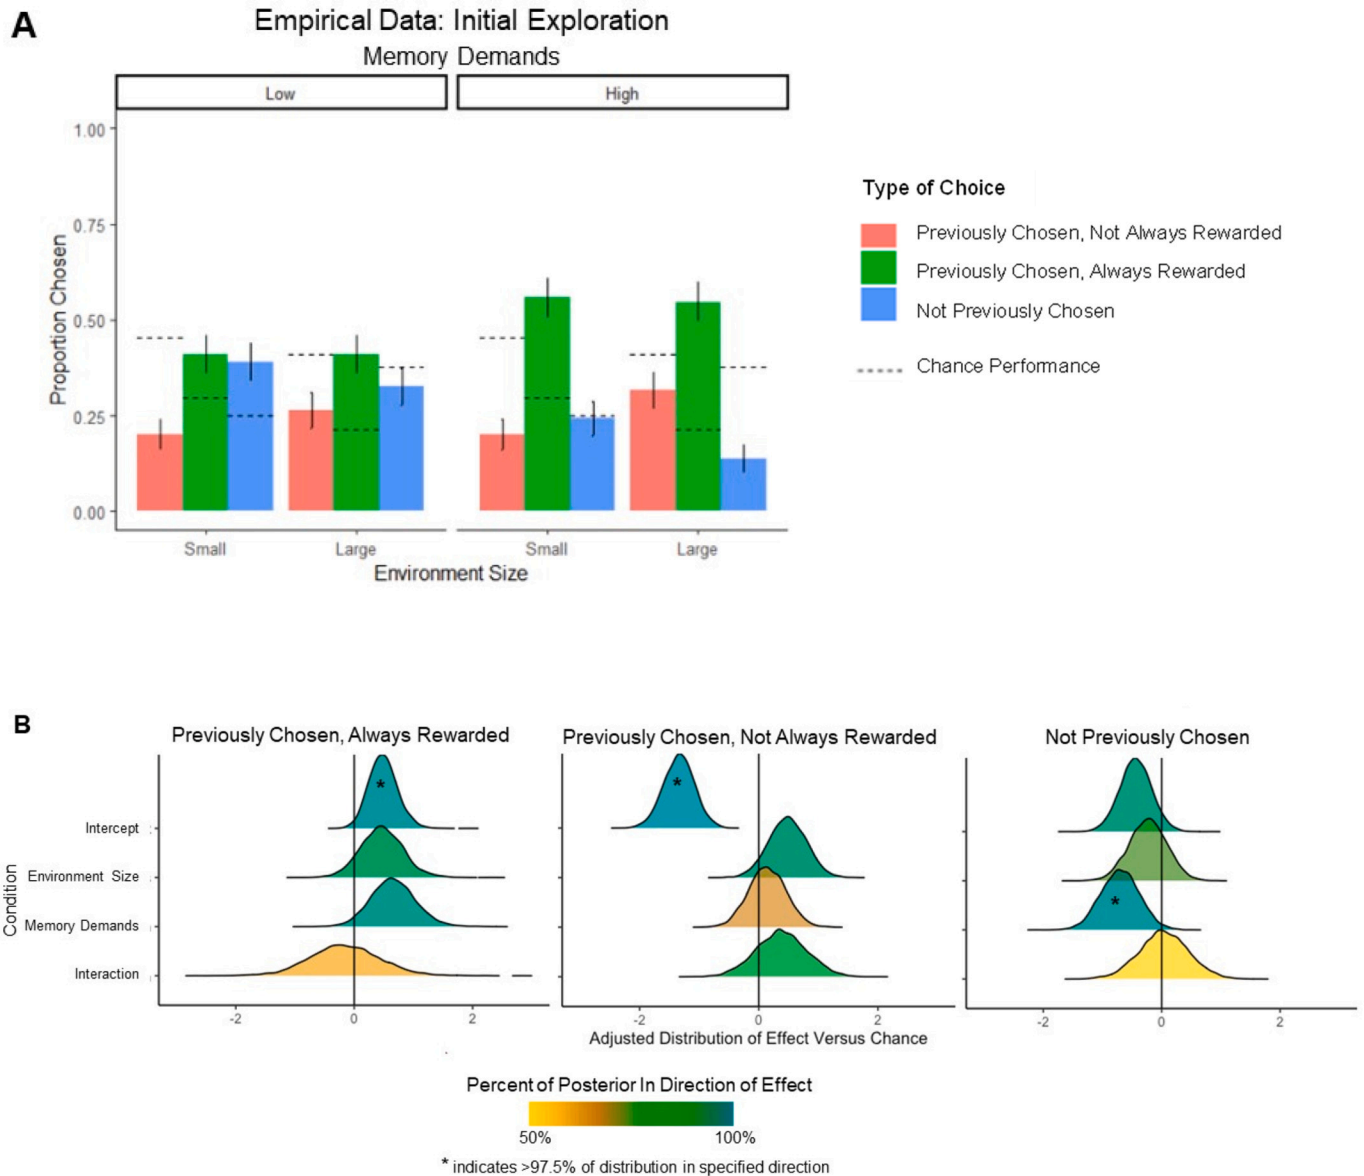 A
Empirical Data: Initial Exploration
Memory Demands
Low
High
1.00
0.75
0.50
0.25
0.00
Proportion Chosen
Small
Large
Small
Large
Environment Size
Type of Choice
Previously Chosen, Not Always Rewarded
Previously Chosen, Always Rewarded
Not Previously Chosen
Chance Performance
B
Previously Chosen, Always Rewarded
Previously Chosen, Not Always Rewarded
Not Previously Chosen
Condition
Intercept
Environment Size
Memory Demands
Interaction
*
*
*
-2 0 2
-2 0 2
-2 0 2
Adjusted Distribution of Effect Versus Chance
Percent of Posterior In Direction of Effect
50% 100%
* indicates >97.5% of distribution in specified direction